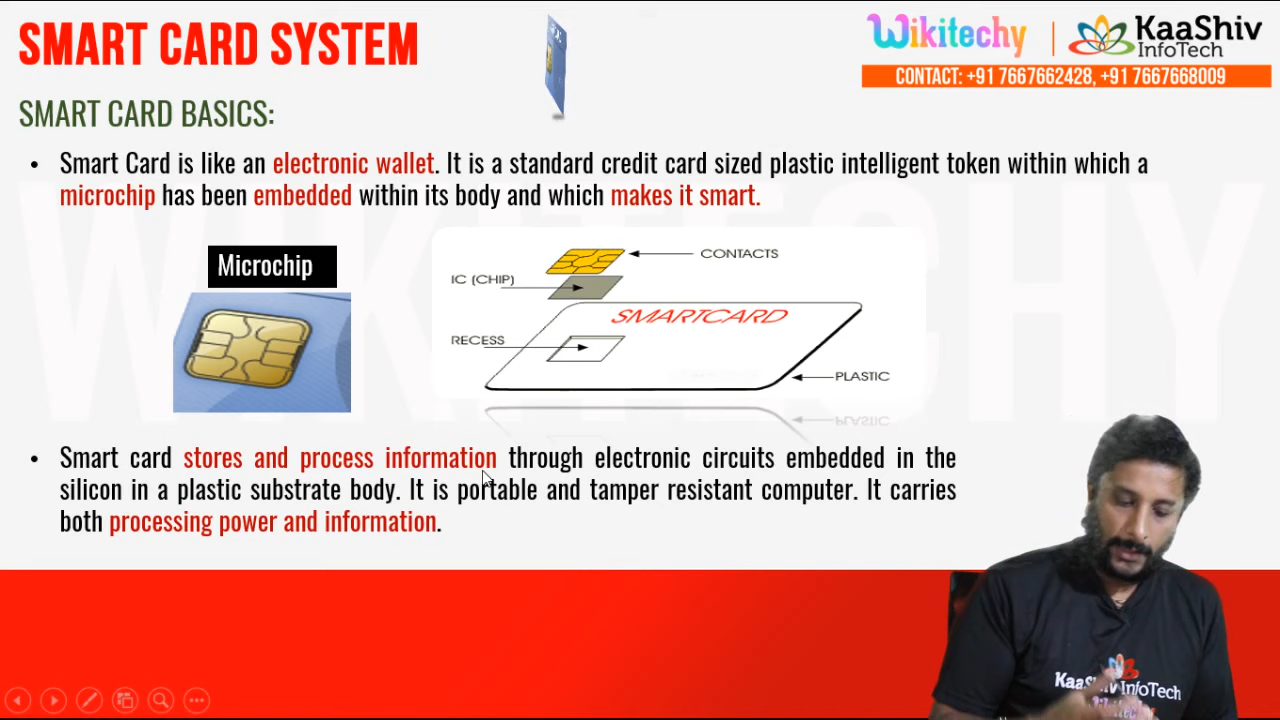 SMART CARD SYSTEM
Wikitechy
KaaShiv
InfoTech
CONTACT: +91 7667662428, +91 7667668009
SMART CARD BASICS:
• Smart Card is like an electronic wallet. It is a standard credit card sized plastic intelligent token within which a
microchip has been embedded within its body and which makes it smart.
Microchip
CONTACTS
IC (CHIP)
SMARTCARD
RECESS
PLASTIC
PLASTIC
• Smart card stores and process information through electronic circuits embedded in the
silicon in a plastic substrate body. It is portable and tamper resistant computer. It carries
both processing power and information.
WIKITECHY
KaaShiv InfoTech
Wikitechy